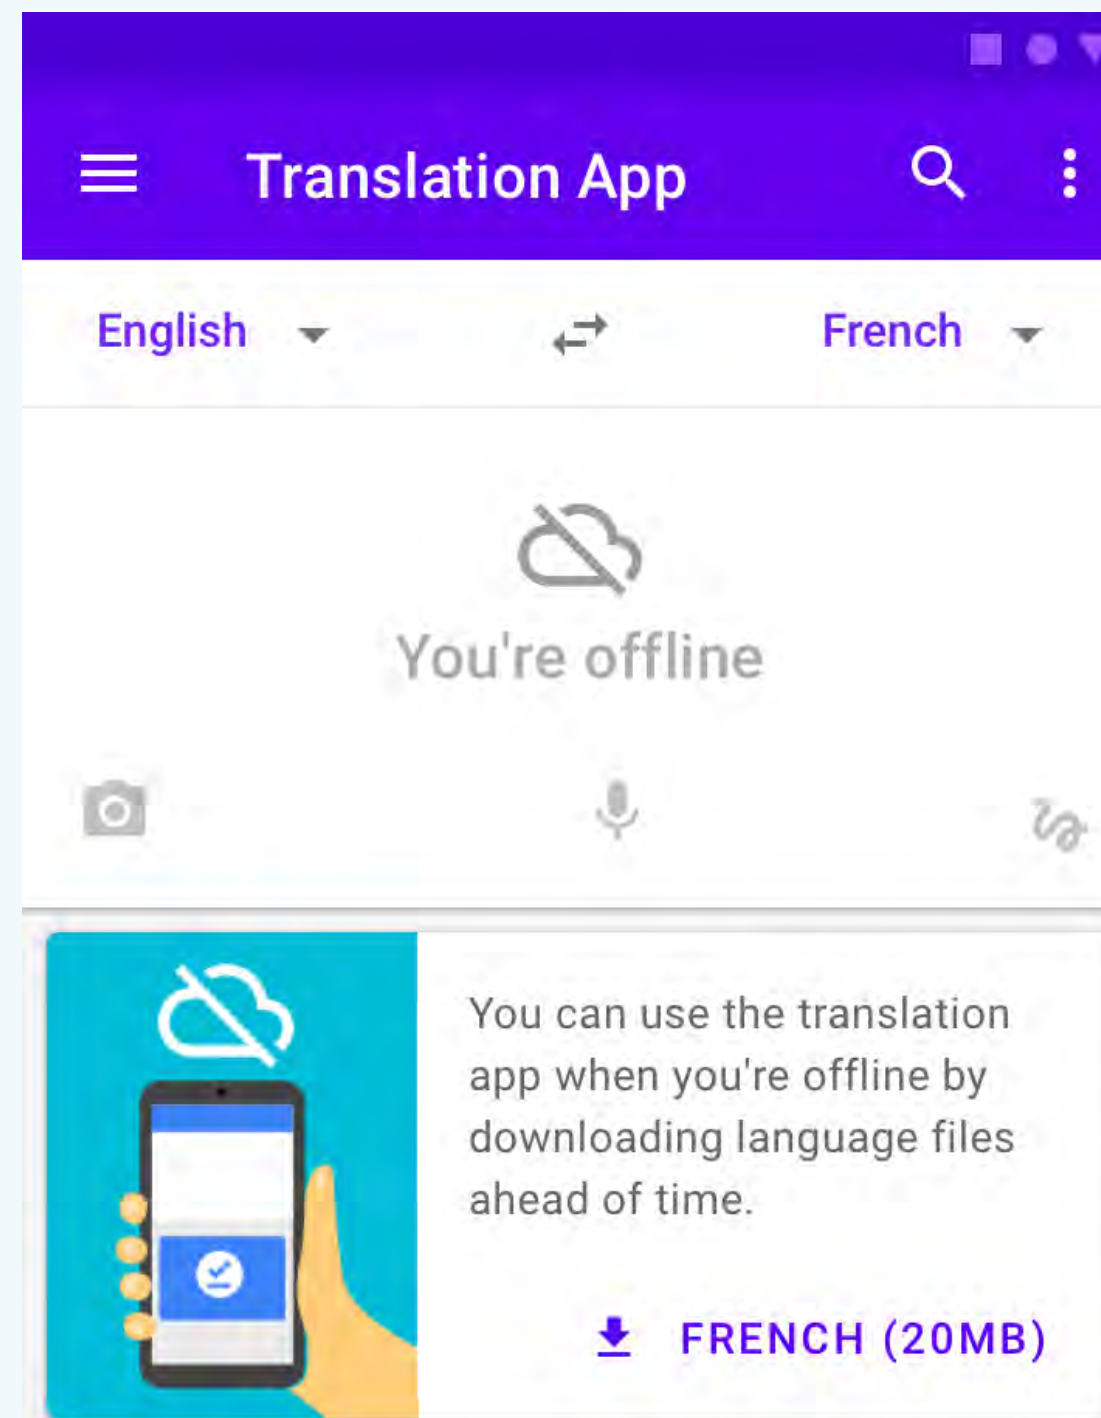 Translation App
English French
You're offline
You can use the translation
app when you're offline by
downloading language files
ahead of time.
FRENCH (20MB)